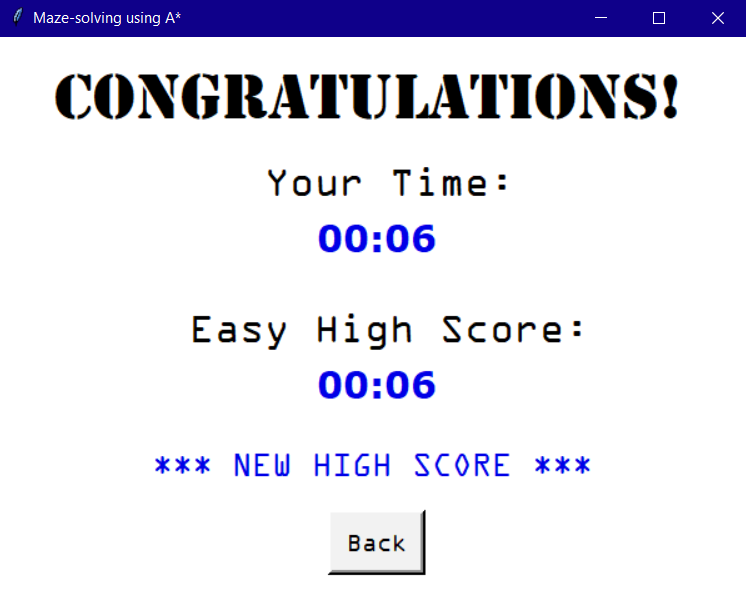 Maze-solving using A*
CONGRATULATIONS!
Your Time:
00:06
Easy High Score:
00:06
*** NEW HIGH SCORE ***
Back